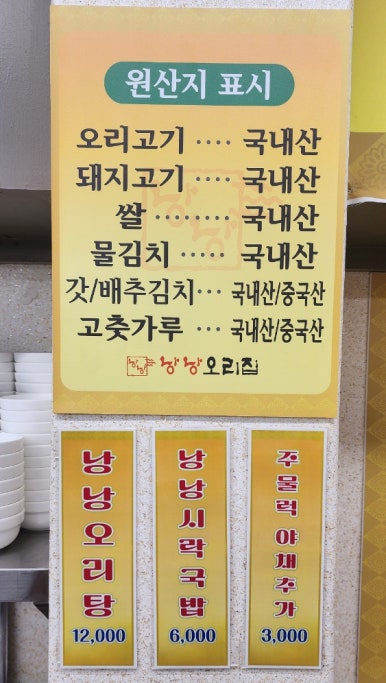 원산지 표시
오리고기 ···· 국내산
돼지고기 ···· 국내산
쌀 ········ 국내산
물김치 ····· 국내산
갓/배추김치··· 국내산/중국산
고춧가루 ··· 국내산/중국산
낭낭오리집
낭낭오리탕
12,000
낭낭시락국밥
6,000
주물럭 야채추가
3,000